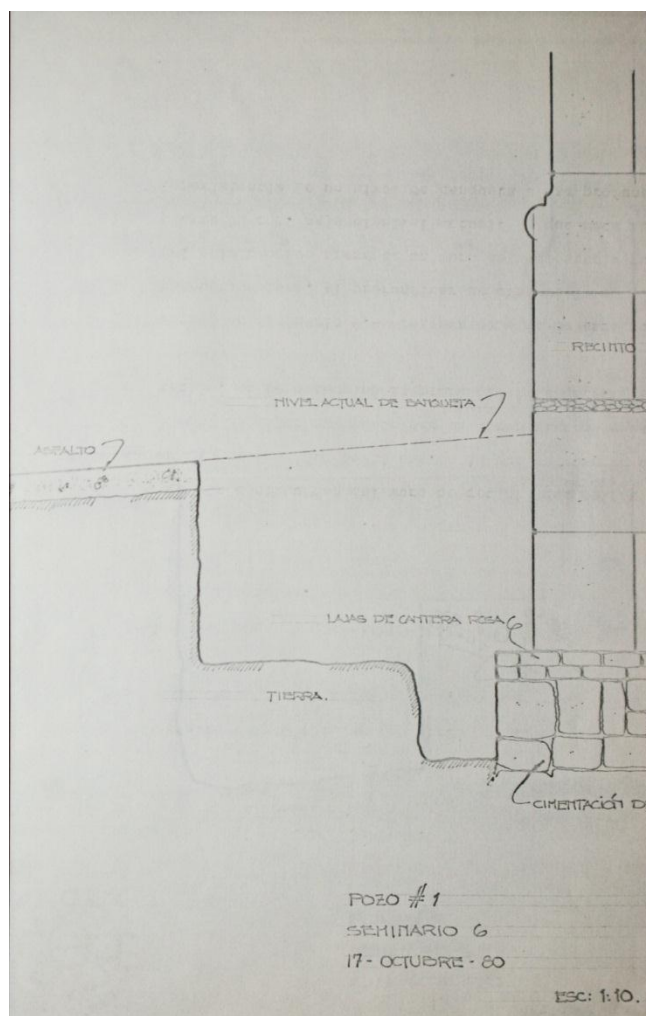 RECINTO
NIVEL ACTUAL DE BANQUETA
ASFALTO
LAJAS DE CANTERA ROSA
TIERRA.
CIMENTACIÓN D
POZO # 1
SEMINARIO 6
17 - OCTUBRE - 80
ESC: 1:10.